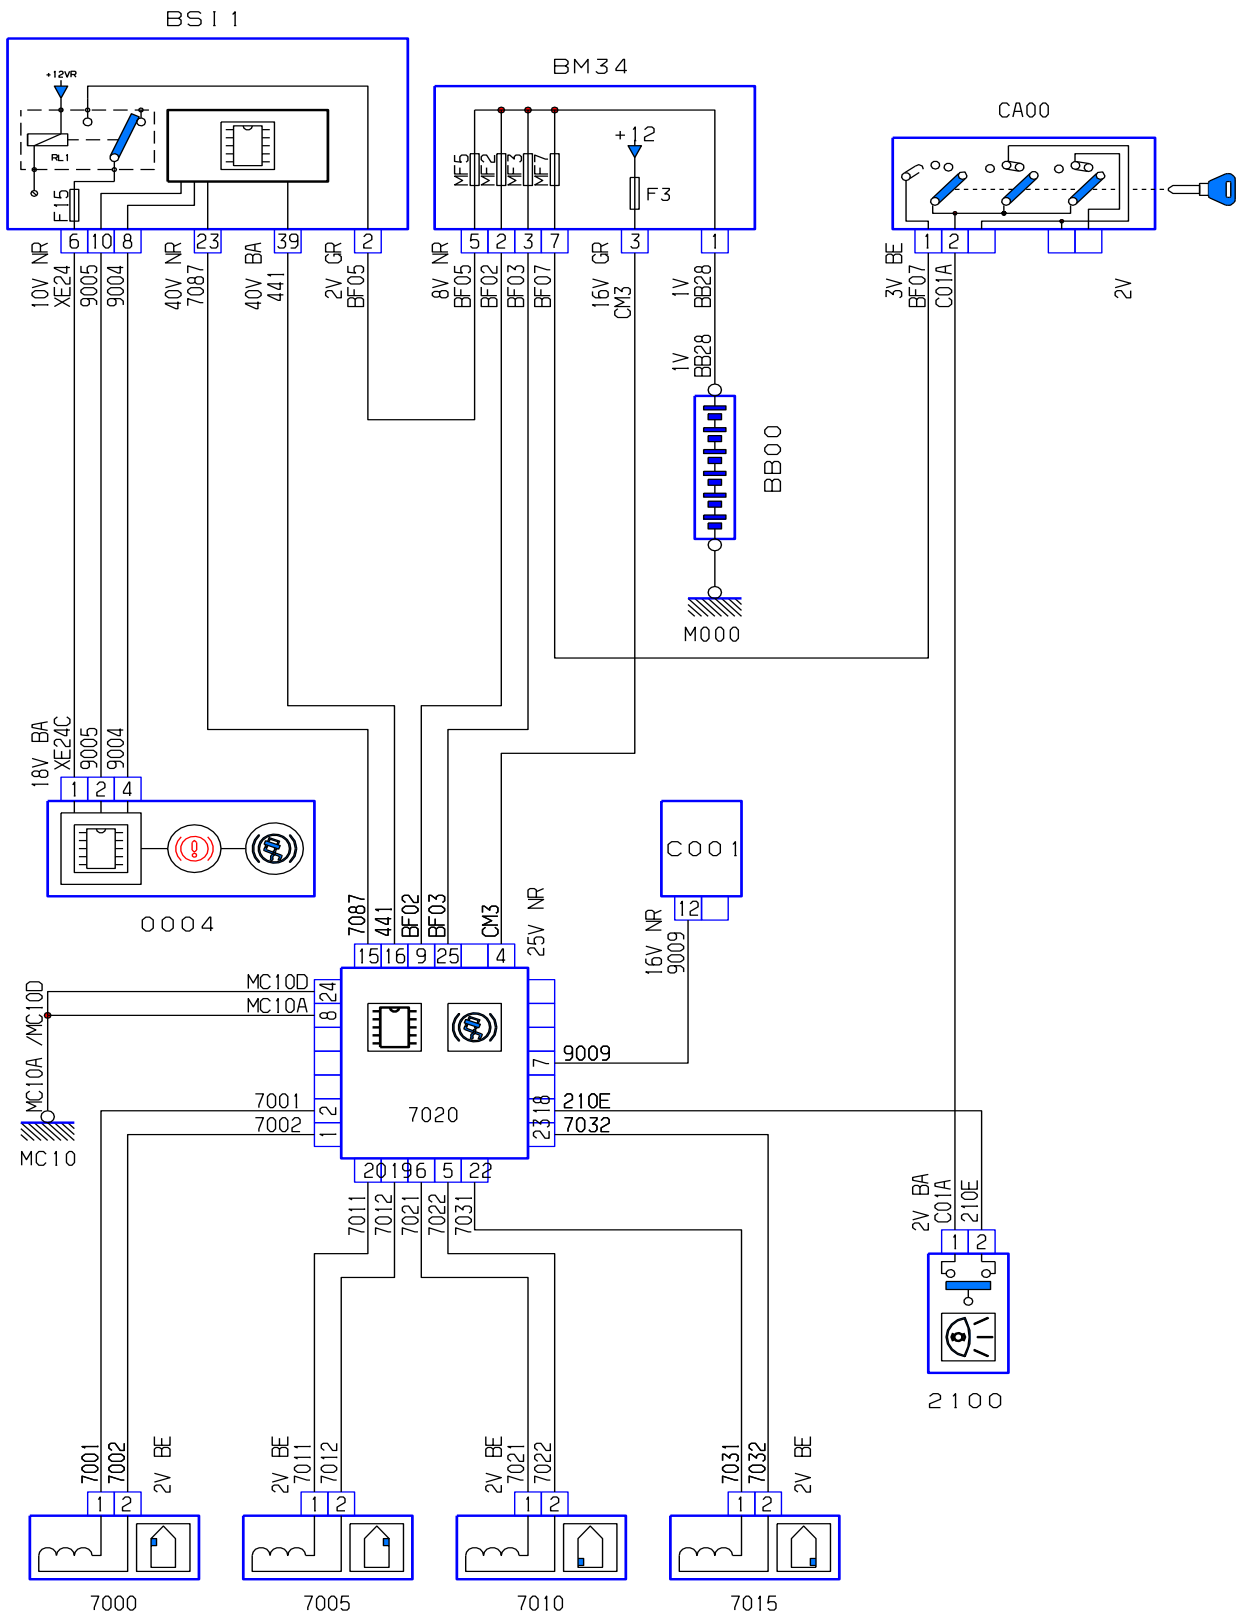 BSI1
BM34
CA00
+12VR
RL1
F15
MF5
MF2
MF3
MF7
+12
F3
6
10
8
23
39
2
5
2
3
7
3
1
1
2
10V NR
XE24
9005
9004
40V NR
7087
40V BA
441
2V GR
BF05
8V NR
BF05
BF02
BF03
BF07
16V GR
CM3
1V
BB28
3V BE
BF07
C01A
2V
1V
BB28
BB00
M000
18V BA
XE24C
9005
9004
1
2
4
0004
C001
12
16V NR
9009
7087
441
BF02
BF03
CM3
25V NR
15
16
9
25
4
MC10D
24
MC10A
8
MC10A /MC10D
MC10
7001
2
7002
1
7020
7
9009
18
210E
23
7032
20
19
6
5
22
7011
7012
7021
7022
7031
2V BA
C01A
210E
1
2
2100
7001
7002
2V BE
2V BE
7011
7012
2V BE
7021
7022
7031
7032
2V BE
1
2
1
2
1
2
1
2
7000
7005
7010
7015